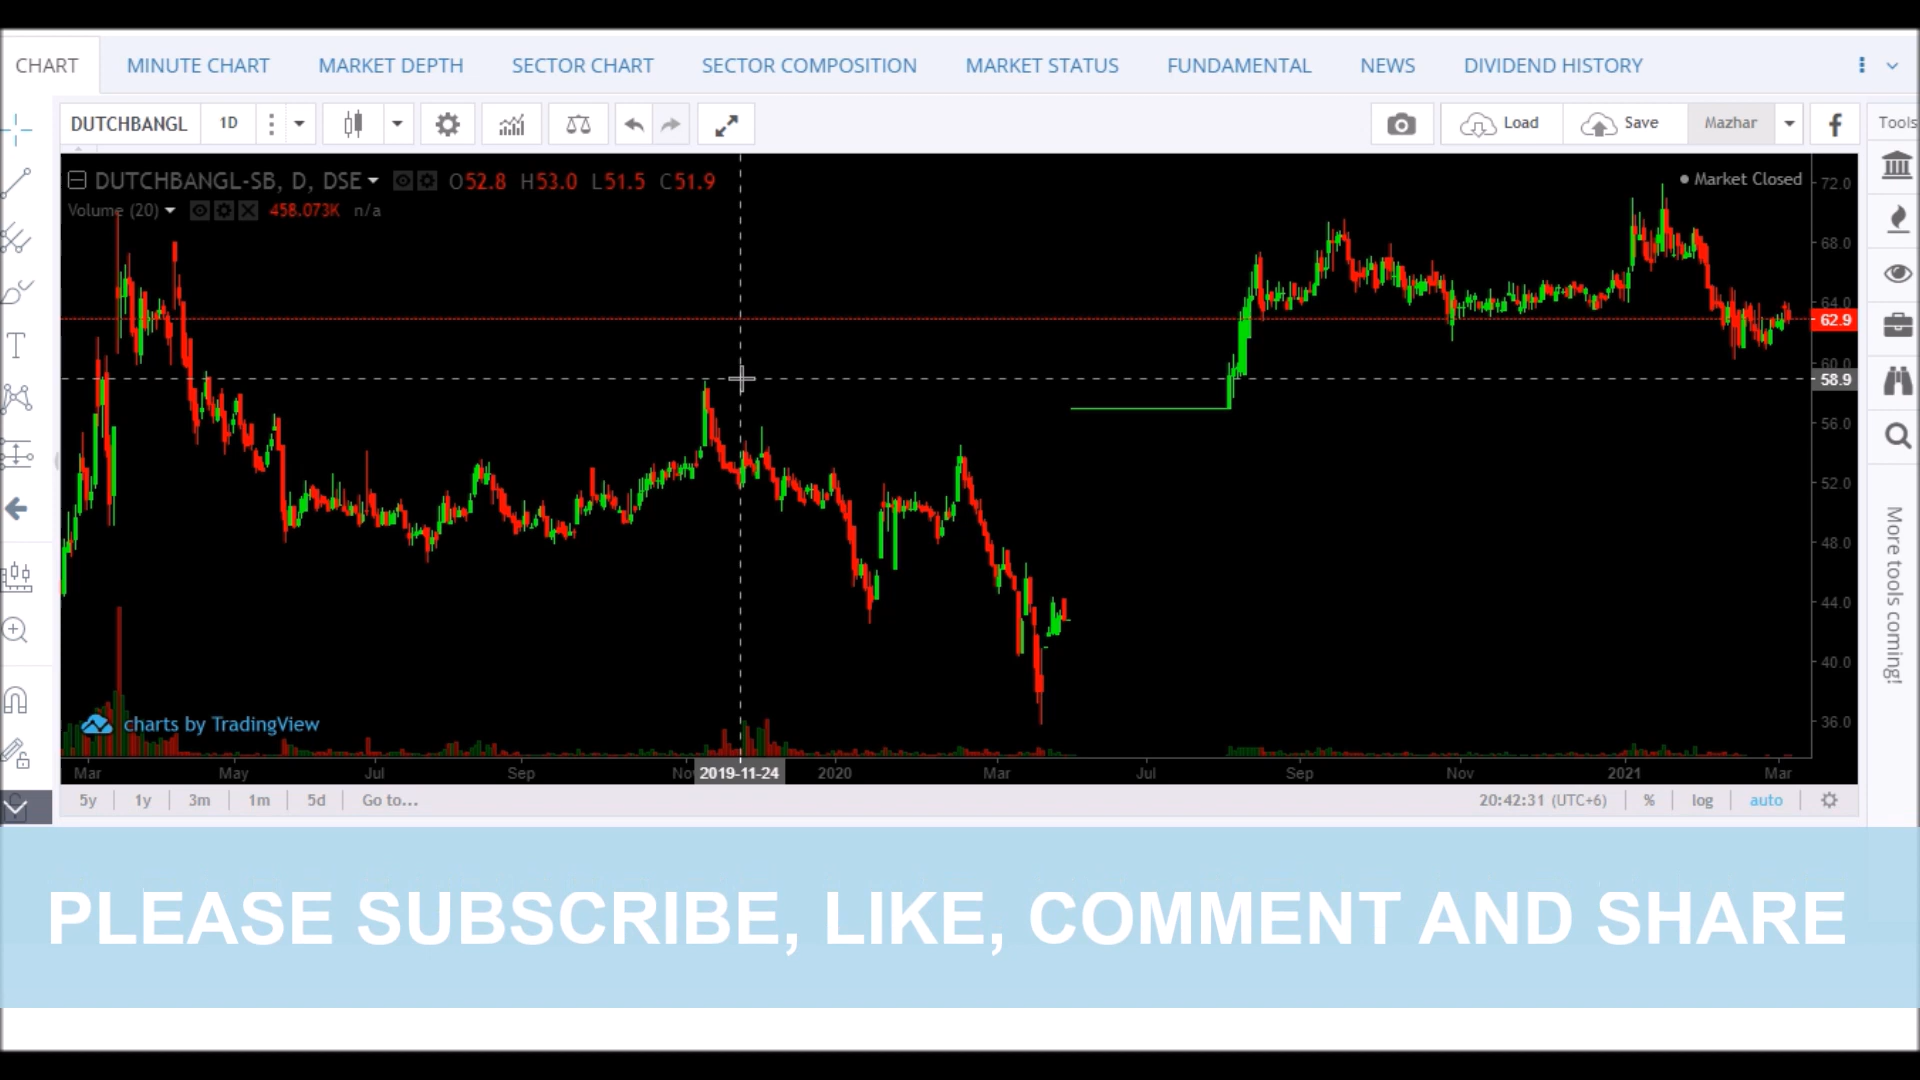 CHART MINUTE CHART MARKET DEPTH SECTOR CHART SECTOR COMPOSITION MARKET STATUS FUNDAMENTAL NEWS DIVIDEND HISTORY
DUTCHBANGL 1D Load Save Mazhar Tools
DUTCHBANGL-SB, D, DSE O52.8 H53.0 L51.5 C51.9
Market Closed
Volume (20) 458.073K n/a
72.0
68.0
64.0
62.9
60.0
58.9
56.0
52.0
48.0
44.0
40.0
36.0
More tools coming!
charts by TradingView
Mar May Jul Sep Nov 2019-11-24 2020 Mar Jul Sep Nov 2021 Mar
5y 1y 3m 1m 5d Go to... 20:42:31 (UTC+6) % log auto
PLEASE SUBSCRIBE, LIKE, COMMENT AND SHARE